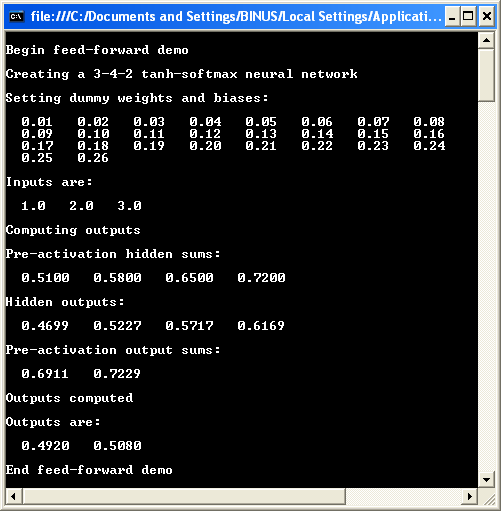 file:///C:/Documents and Settings/BINUS/Local Settings/Applicati...
C:\
Begin feed-forward demo
Creating a 3-4-2 tanh-softmax neural network
Setting dummy weights and biases:
0.01 0.02 0.03 0.04 0.05 0.06 0.07 0.08
0.09 0.10 0.11 0.12 0.13 0.14 0.15 0.16
0.17 0.18 0.19 0.20 0.21 0.22 0.23 0.24
0.25 0.26
Inputs are:
1.0 2.0 3.0
Computing outputs
Pre-activation hidden sums:
0.5100 0.5800 0.6500 0.7200
Hidden outputs:
0.4699 0.5227 0.5717 0.6169
Pre-activation output sums:
0.6911 0.7229
Outputs computed
Outputs are:
0.4920 0.5080
End feed-forward demo